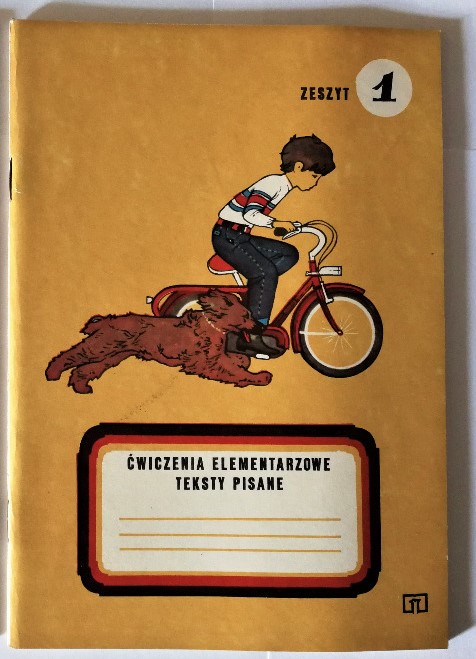 ZESZYT 1
ĆWICZENIA ELEMENTARZOWE
TEKSTY PISANE